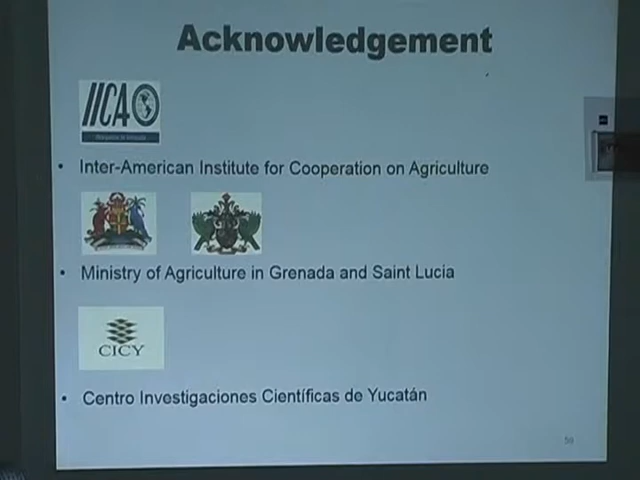 Acknowledgement
IICA
• Inter-American Institute for Cooperation on Agriculture
• Ministry of Agriculture in Grenada and Saint Lucia
CICY
• Centro Investigaciones Científicas de Yucatán
59